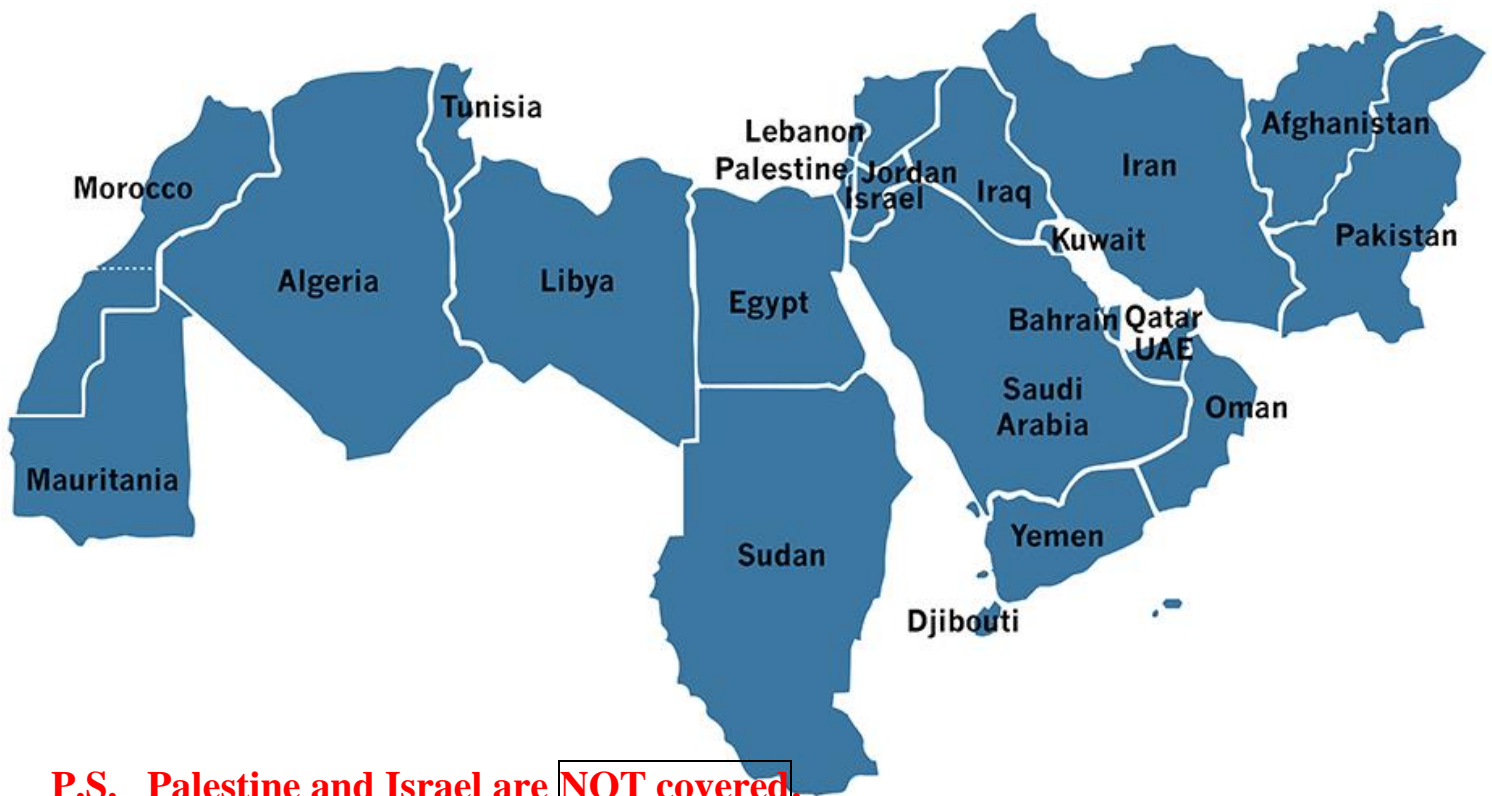 Tunisia
Lebanon
Afghanistan
Palestine
Jordan
Iran
Morocco
Israel
Iraq
Kuwait
Pakistan
Algeria
Libya
Egypt
Bahrain
Qatar
UAE
Saudi
Arabia
Oman
Mauritania
Yemen
Sudan
Djibouti
P.S. Palestine and Israel are NOT covered.